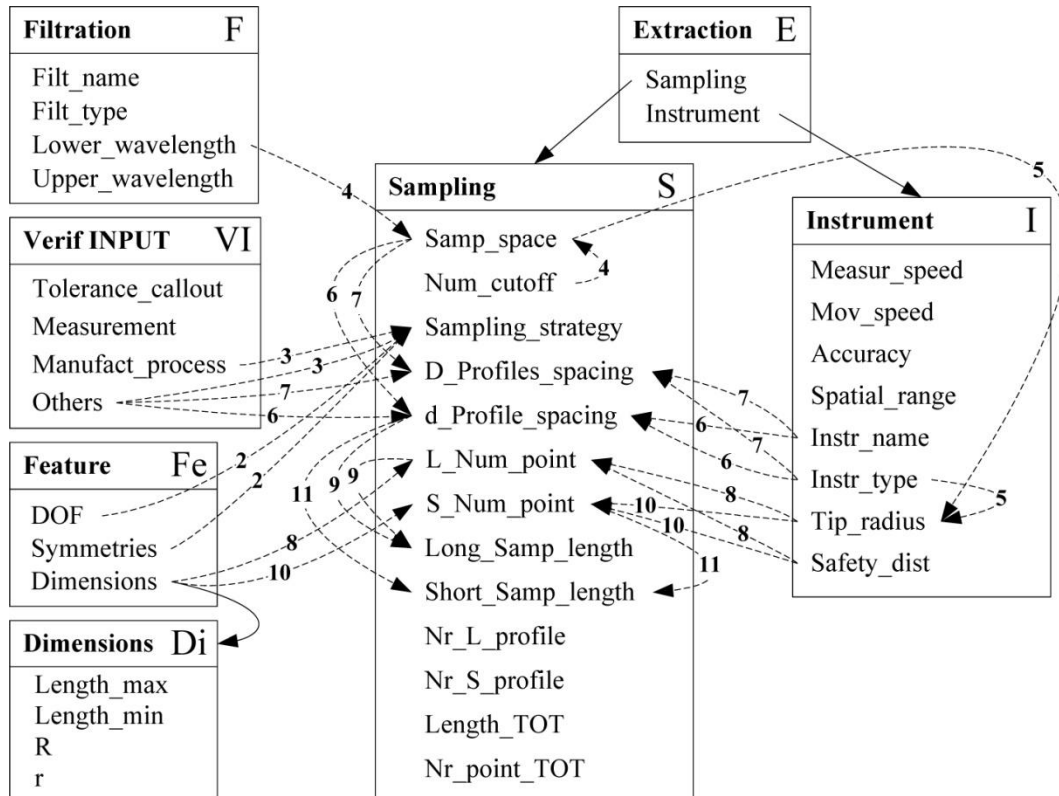 Filtration F
Filt_name
Filt_type
Lower_wavelength
Upper_wavelength
Verif INPUT VI
Tolerance_callout
Measurement
Manufact_process
Others
Feature Fe
DOF
Symmetries
Dimensions
Dimensions Di
Length_max
Length_min
R
r
Extraction E
Sampling
Instrument
Sampling S
Samp_space
Num_cutoff
Sampling_strategy
D_Profiles_spacing
d_Profile_spacing
L_Num_point
S_Num_point
Long_Samp_length
Short_Samp_length
Nr_L_profile
Nr_S_profile
Length_TOT
Nr_point_TOT
Instrument I
Measur_speed
Mov_speed
Accuracy
Spatial_range
Instr_name
Instr_type
Tip_radius
Safety_dist
4
5
4
6
7
3
3
7
6
2
2
11
9
9
8
10
7
6
7
6
5
8
10
10
8
11